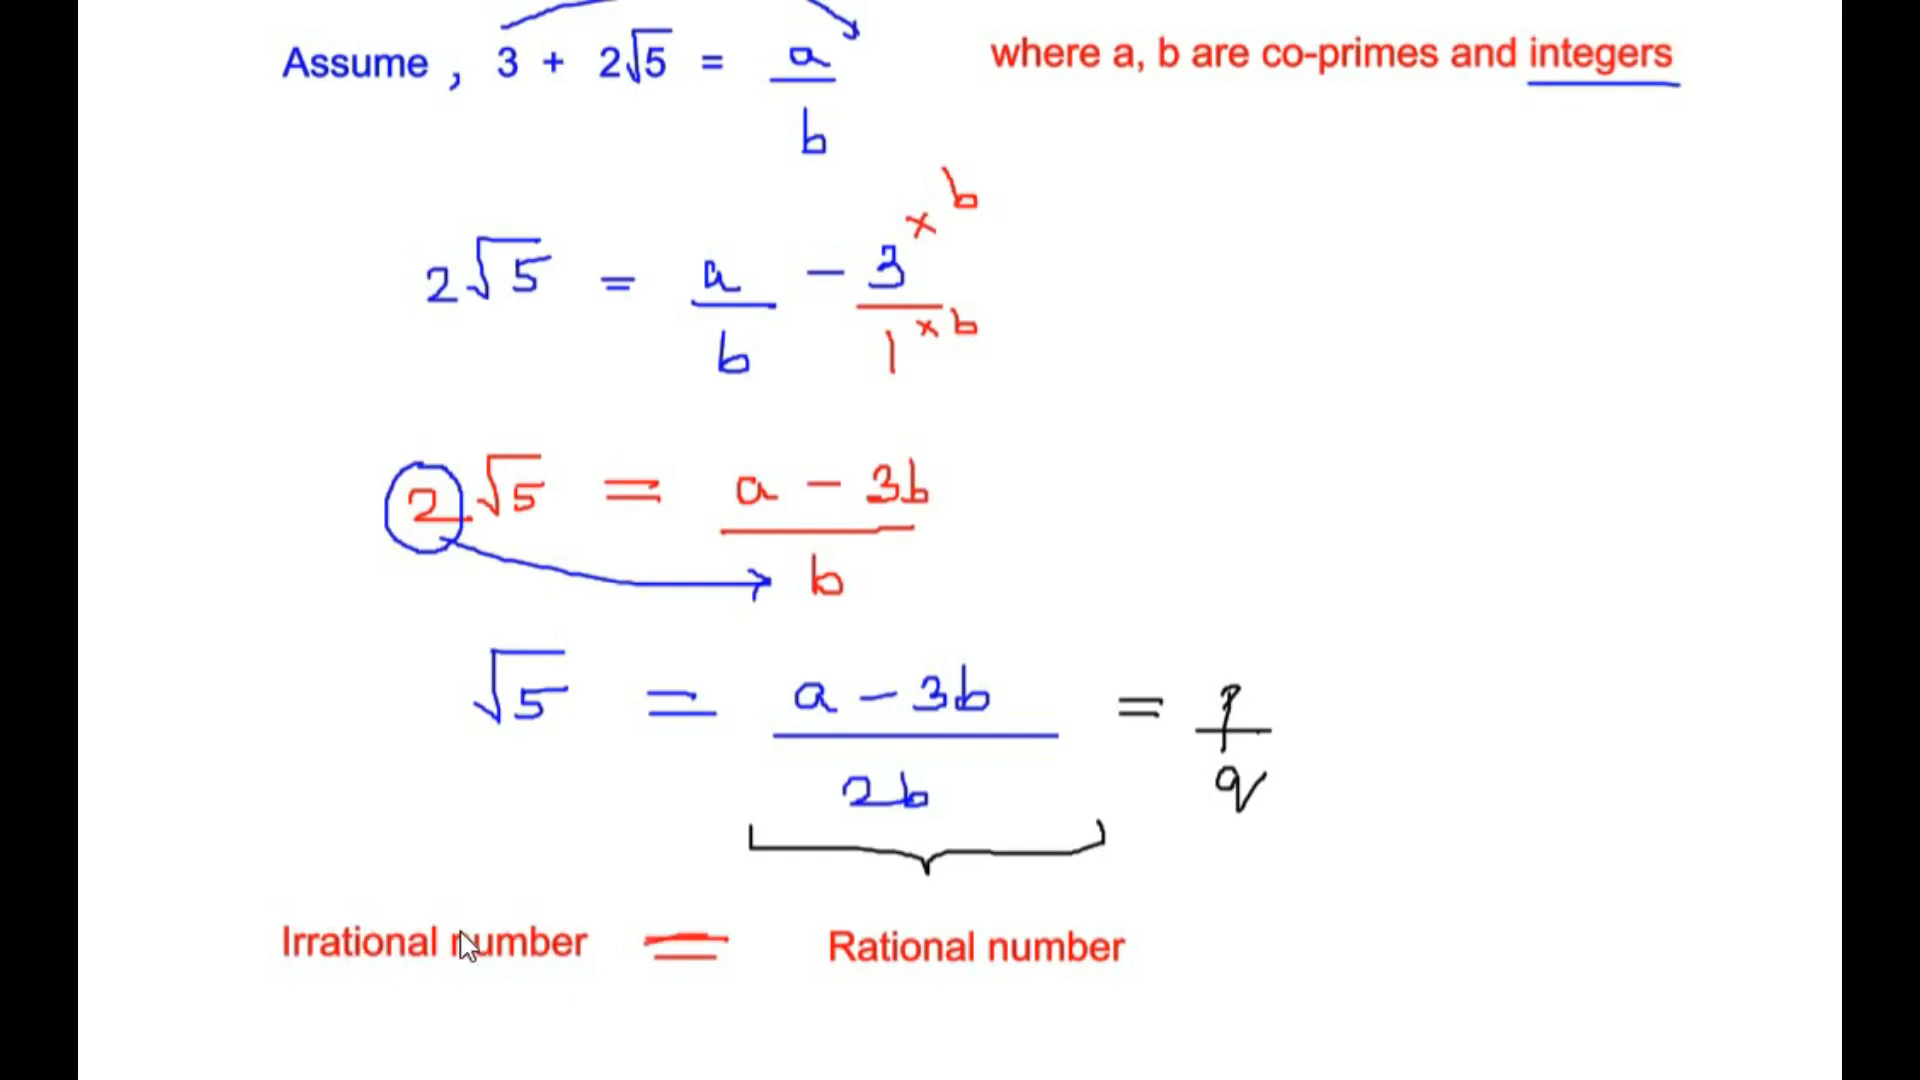 Assume , 3 + 2√5 = a/b where a, b are co-primes and integers
2√5 = a/b - 3 × b / 1 × b
2√5 = a - 3b / b
√5 = a - 3b / 2b = p/q
Irrational number = Rational number